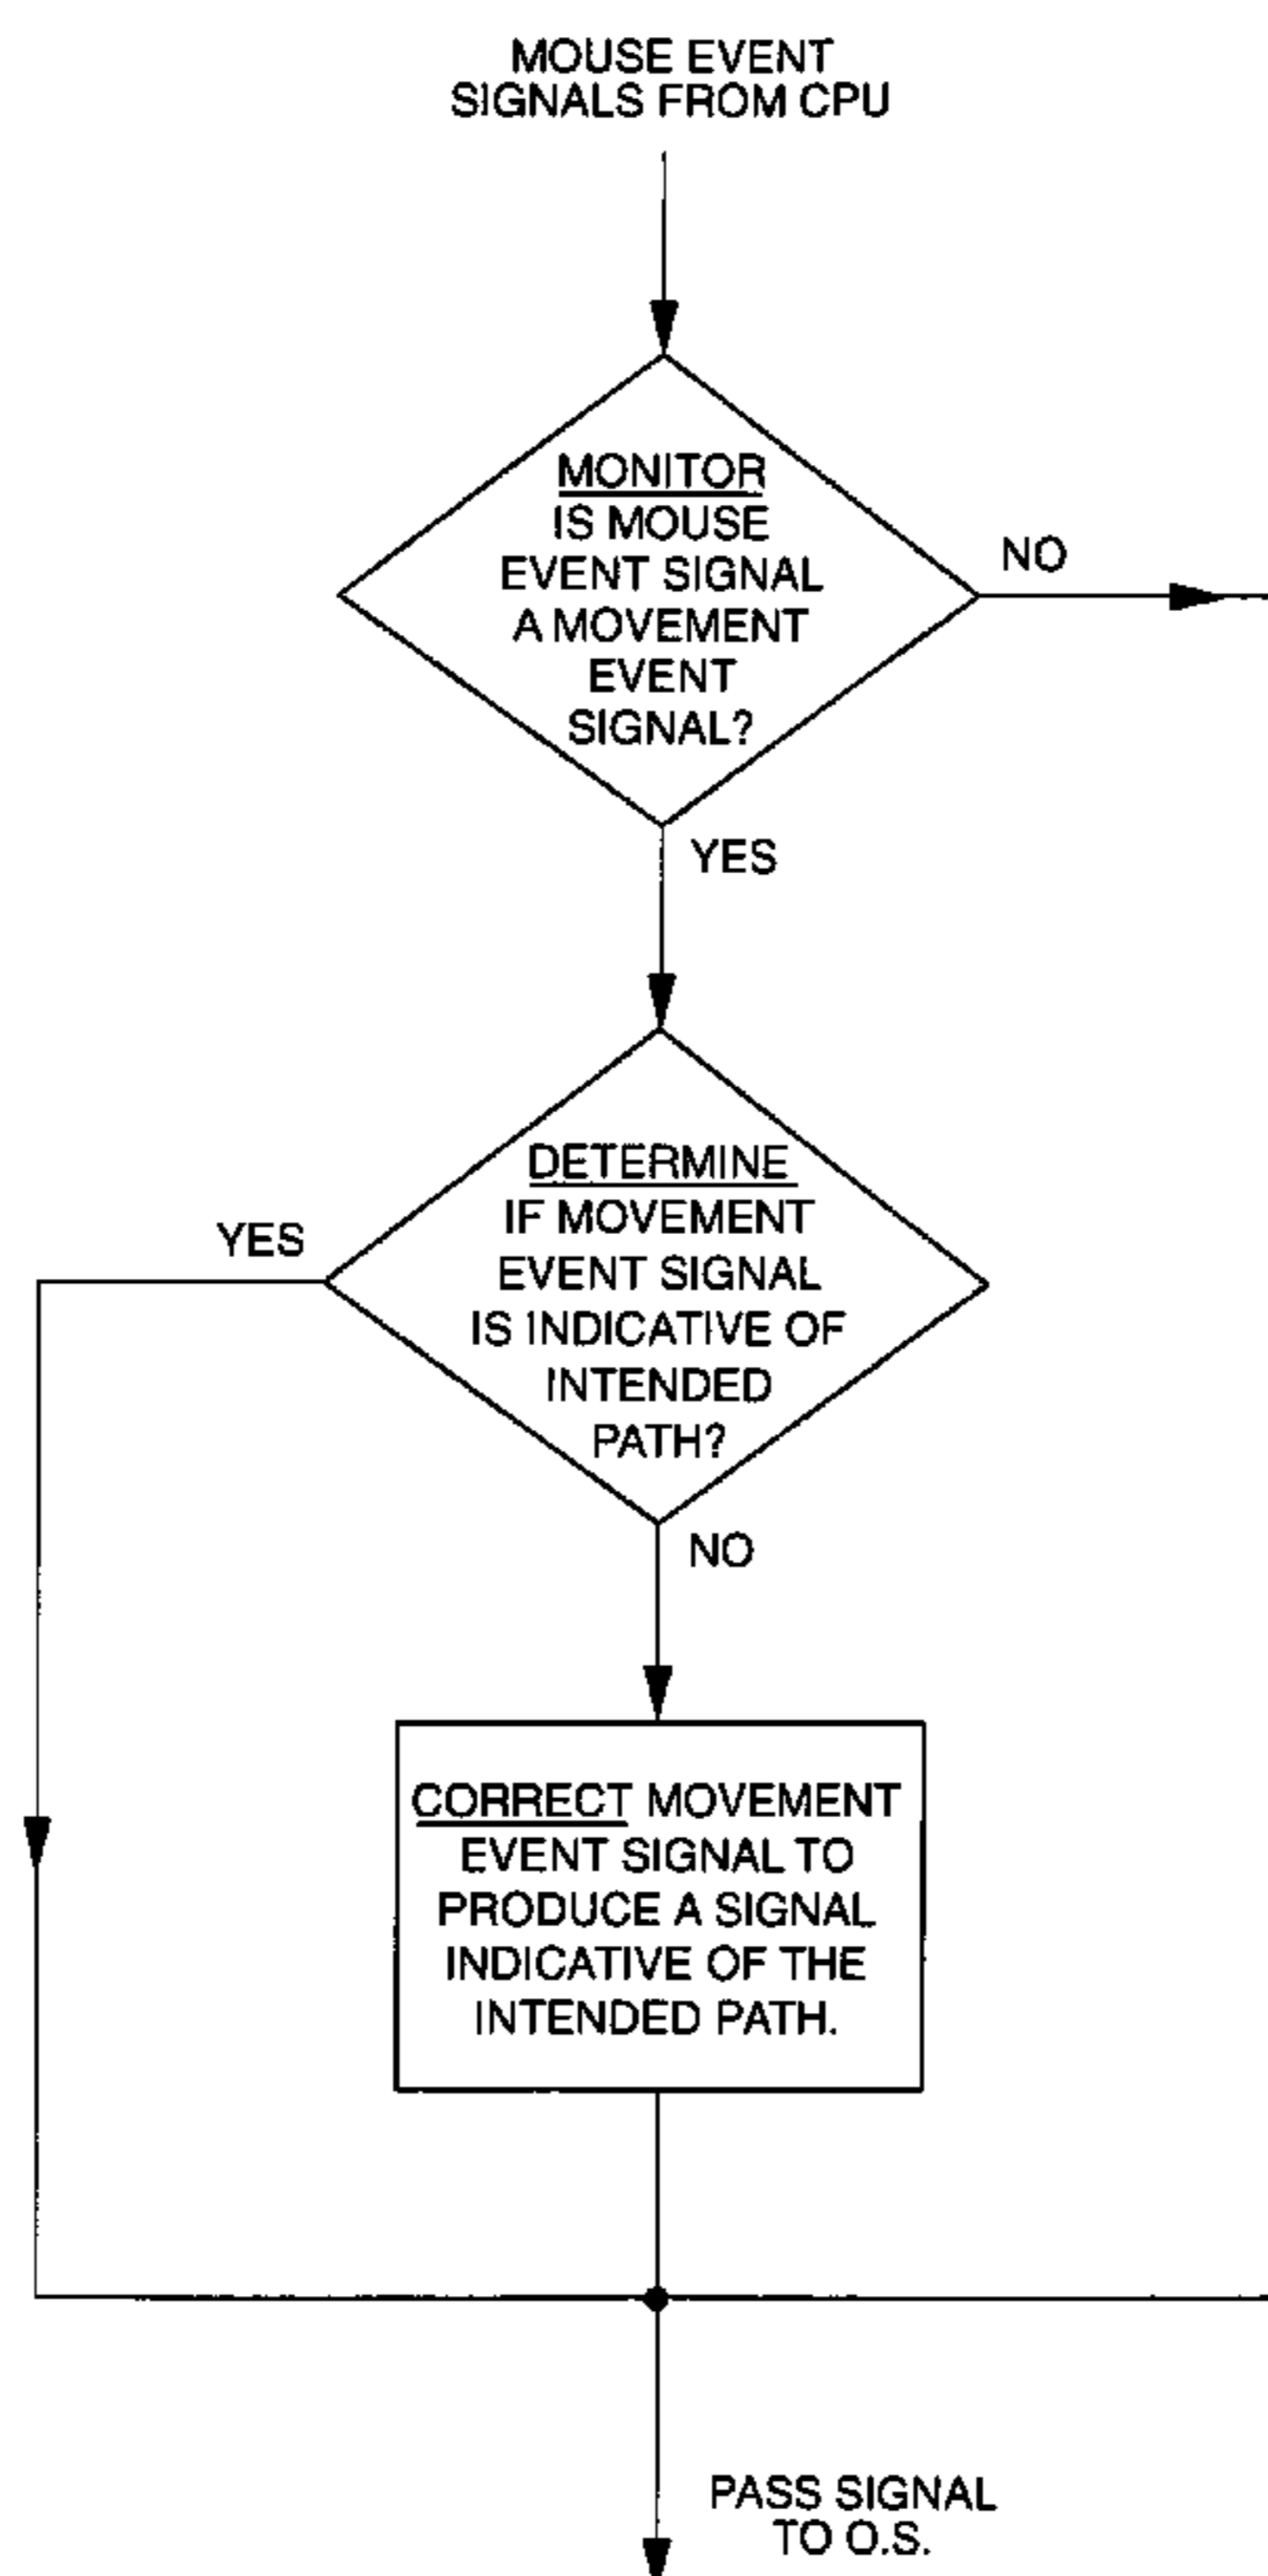 MOUSE EVENT
SIGNALS FROM CPU
MONITOR
IS MOUSE
EVENT SIGNAL
A MOVEMENT
EVENT
SIGNAL?
NO
YES
DETERMINE
IF MOVEMENT
EVENT SIGNAL
IS INDICATIVE OF
INTENDED
PATH?
YES
NO
CORRECT MOVEMENT
EVENT SIGNAL TO
PRODUCE A SIGNAL
INDICATIVE OF THE
INTENDED PATH.
PASS SIGNAL
TO O.S.